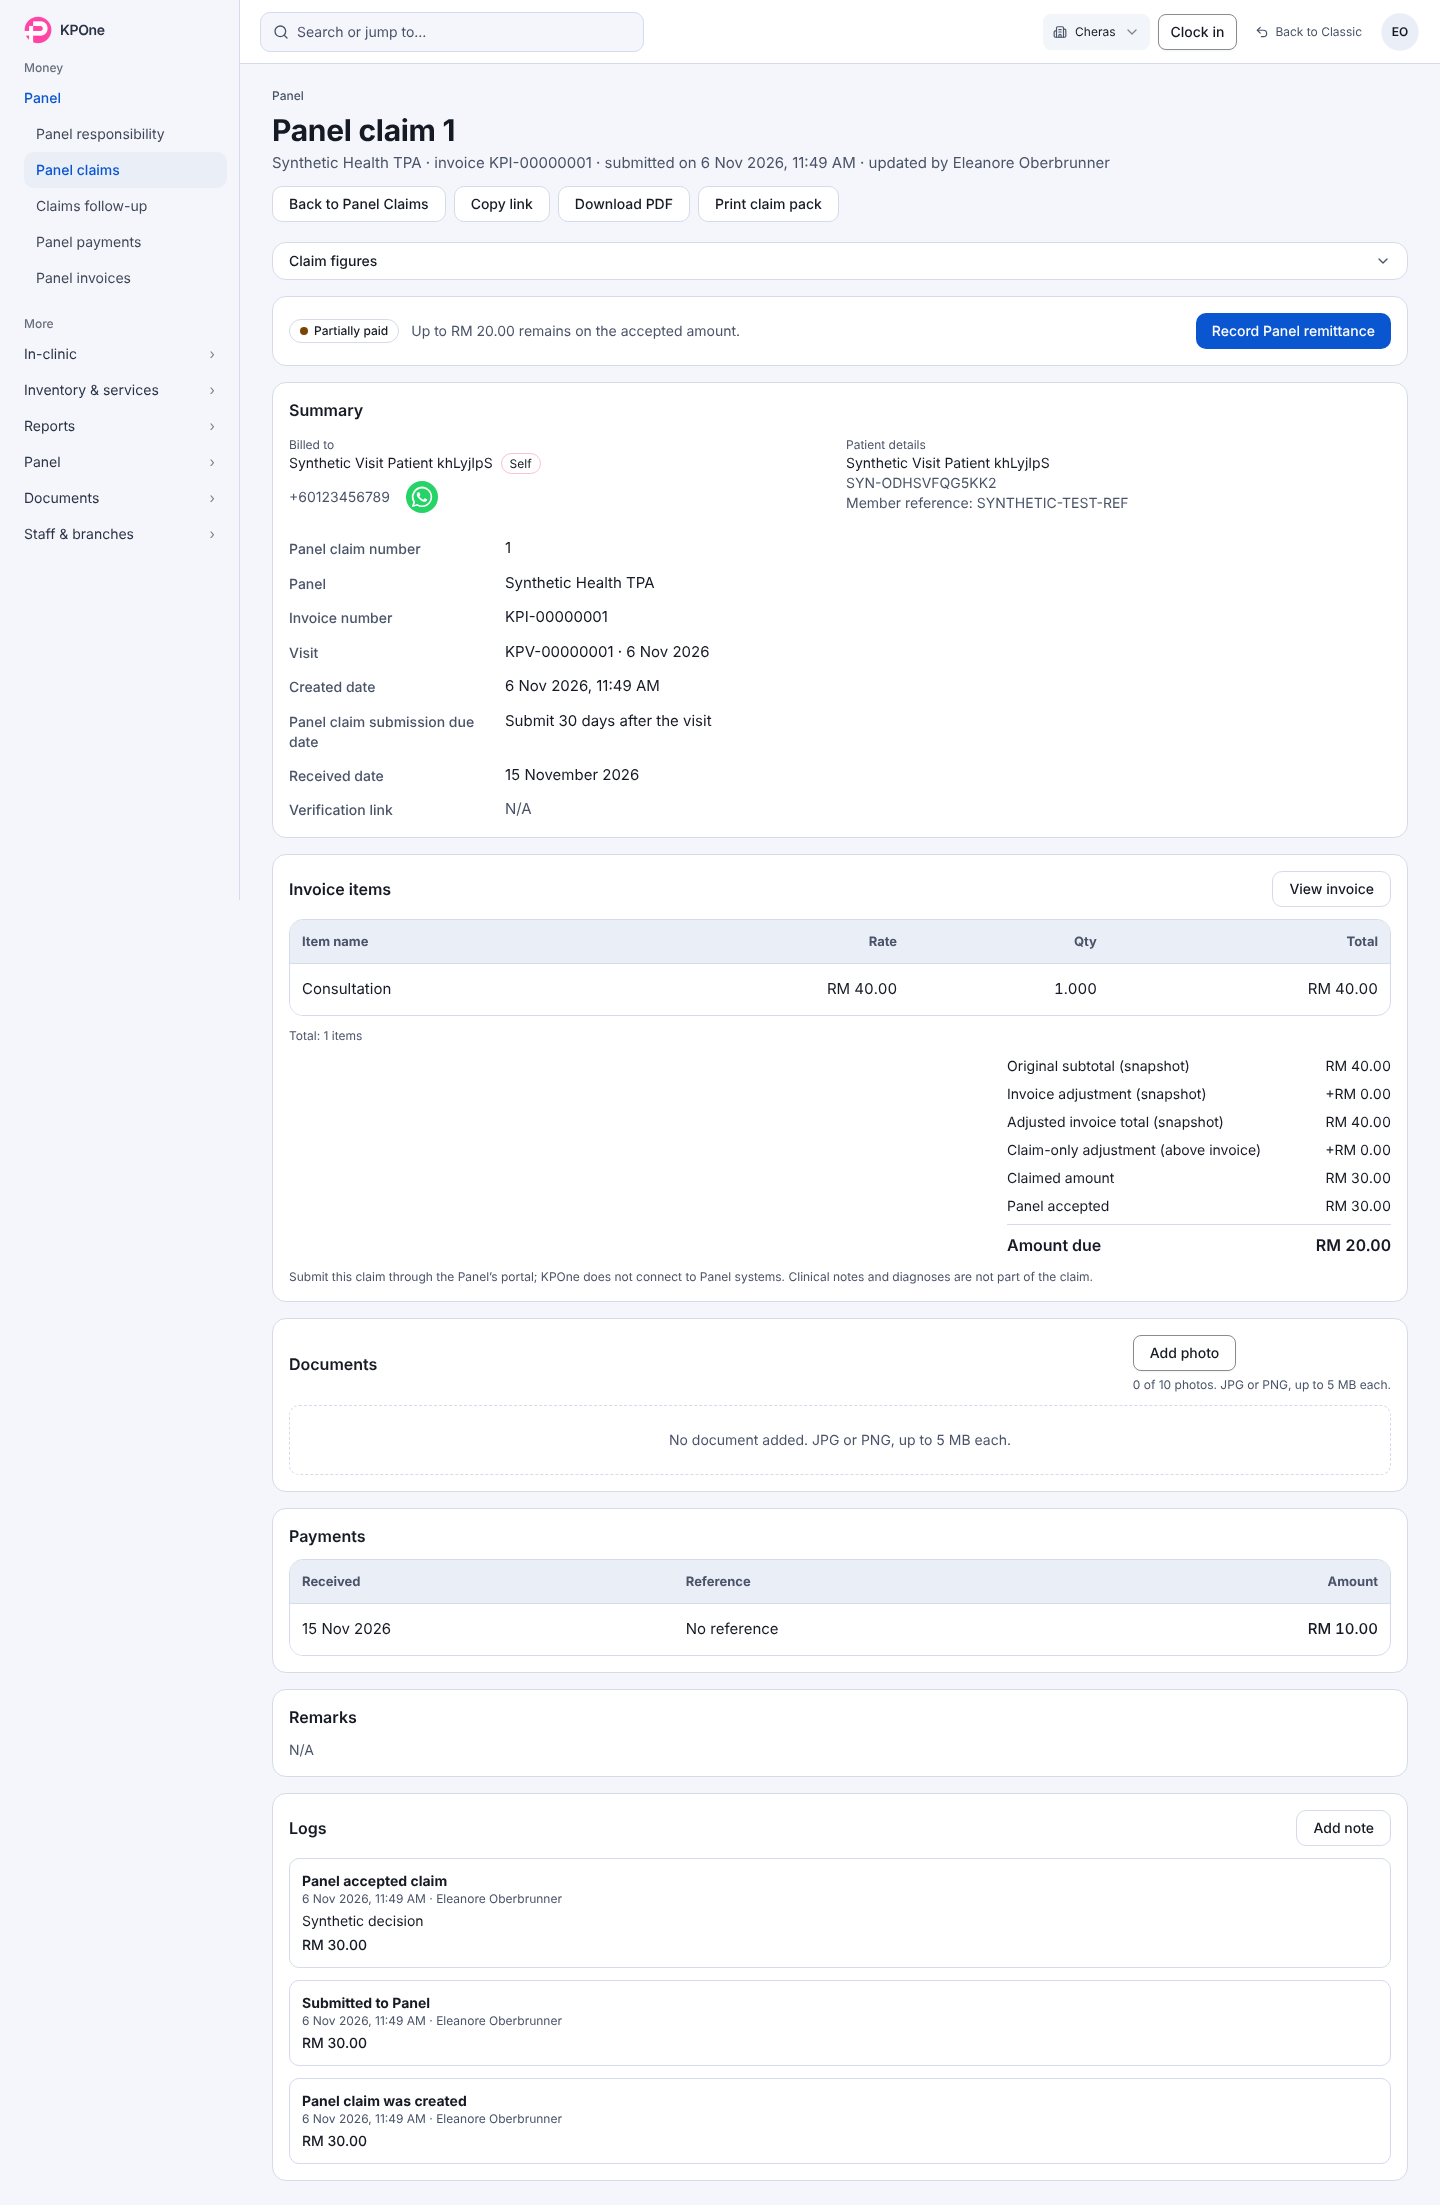 KPOne
Money
Panel
Panel responsibility
Panel claims
Claims follow-up
Panel payments
Panel invoices
More
In-clinic
Inventory & services
Reports
Panel
Documents
Staff & branches
Search or jump to...
Cheras
Clock in
Back to Classic
EO
Panel
Panel claim 1
Synthetic Health TPA · invoice KPI-00000001 · submitted on 6 Nov 2026, 11:49 AM · updated by Eleanore Oberbrunner
Back to Panel Claims
Copy link
Download PDF
Print claim pack
Claim figures
Partially paid
Up to RM 20.00 remains on the accepted amount.
Record Panel remittance
Summary
Billed to
Synthetic Visit Patient khLyjIpS Self
+60123456789
Patient details
Synthetic Visit Patient khLyjIpS
SYN-ODHSVFQG5KK2
Member reference: SYNTHETIC-TEST-REF
Panel claim number 1
Panel Synthetic Health TPA
Invoice number KPI-00000001
Visit KPV-00000001 · 6 Nov 2026
Created date 6 Nov 2026, 11:49 AM
Panel claim submission due Submit 30 days after the visit
date
Received date 15 November 2026
Verification link N/A
Invoice items
View invoice
Item name Rate Qty Total
Consultation RM 40.00 1.000 RM 40.00
Total: 1 items
Original subtotal (snapshot) RM 40.00
Invoice adjustment (snapshot) +RM 0.00
Adjusted invoice total (snapshot) RM 40.00
Claim-only adjustment (above invoice) +RM 0.00
Claimed amount RM 30.00
Panel accepted RM 30.00
Amount due RM 20.00
Submit this claim through the Panel's portal; KPOne does not connect to Panel systems. Clinical notes and diagnoses are not part of the claim.
Documents
Add photo
0 of 10 photos. JPG or PNG, up to 5 MB each.
No document added. JPG or PNG, up to 5 MB each.
Payments
Received Reference Amount
15 Nov 2026 No reference RM 10.00
Remarks
N/A
Logs
Add note
Panel accepted claim
6 Nov 2026, 11:49 AM · Eleanore Oberbrunner
Synthetic decision
RM 30.00
Submitted to Panel
6 Nov 2026, 11:49 AM · Eleanore Oberbrunner
RM 30.00
Panel claim was created
6 Nov 2026, 11:49 AM · Eleanore Oberbrunner
RM 30.00